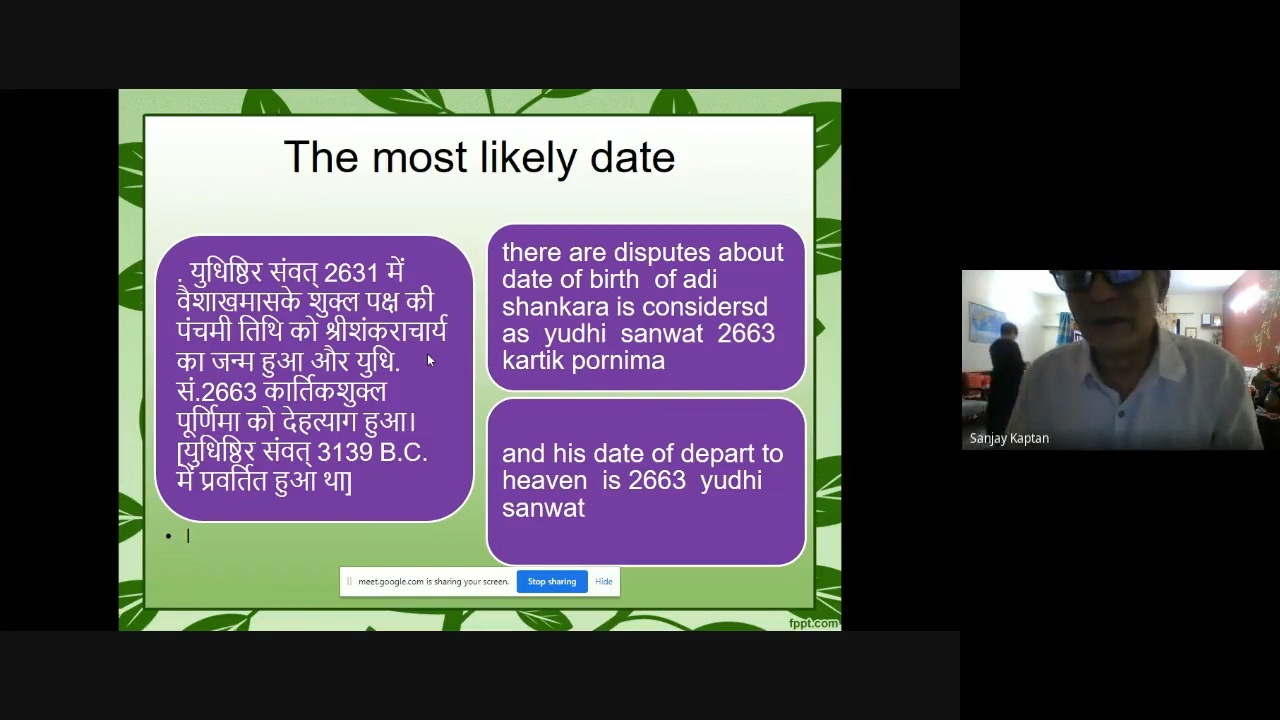 The most likely date
. युधिष्ठिर संवत् 2631 में
वैशाखमासके शुक्ल पक्ष की
पंचमी तिथि को श्रीशंकराचार्य
का जन्म हुआ और युधि.
सं.2663 कार्तिकशुक्ल
पूर्णिमा को देहत्याग हुआ।
[युधिष्ठिर संवत् 3139 B.C.
में प्रवर्तित हुआ था]
• |
there are disputes about
date of birth of adi
shankara is considersd
as yudhi sanwat 2663
kartik pornima
and his date of depart to
heaven is 2663 yudhi
sanwat
meet.google.com is sharing your screen. Stop sharing Hide
fppt.com
Sanjay Kaptan